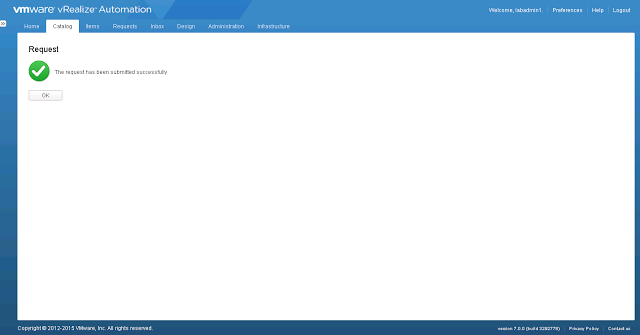 vmware vRealize Automation
Welcome, labadmin1. Preferences Help Logout
Home Catalog Items Requests Inbox Design Administration Infrastructure
Request
The request has been submitted successfully.
OK
Copyright © 2012-2015 VMware, Inc. All rights reserved.
version 7.0.0 (build 3292778) Privacy Policy Contact us